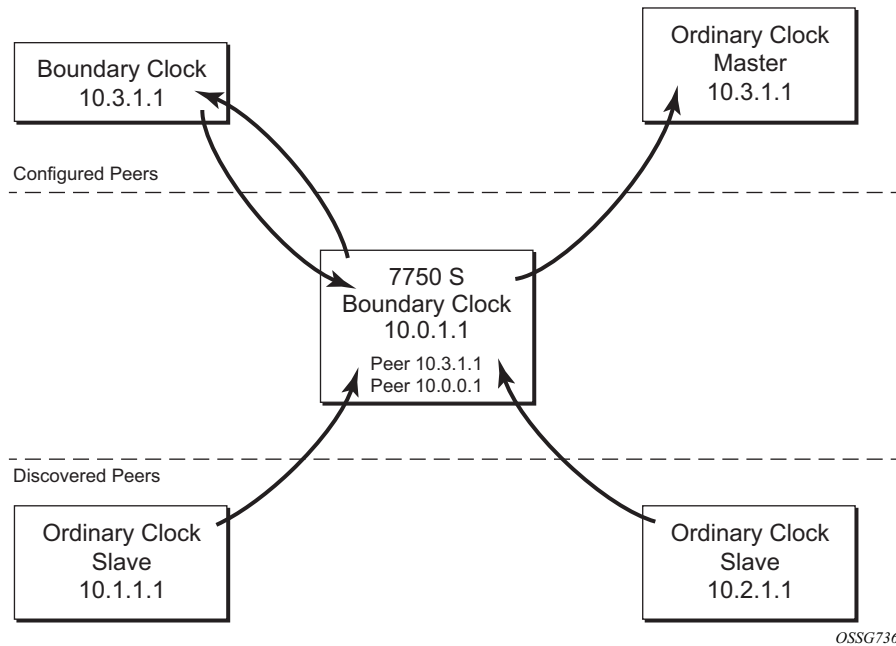 Boundary Clock
10.3.1.1
Ordinary Clock
Master
10.3.1.1
Configured Peers
7750 S
Boundary Clock
10.0.1.1
Peer 10.3.1.1
Peer 10.0.0.1
Discovered Peers
Ordinary Clock
Slave
10.1.1.1
Ordinary Clock
Slave
10.2.1.1
OSSG736